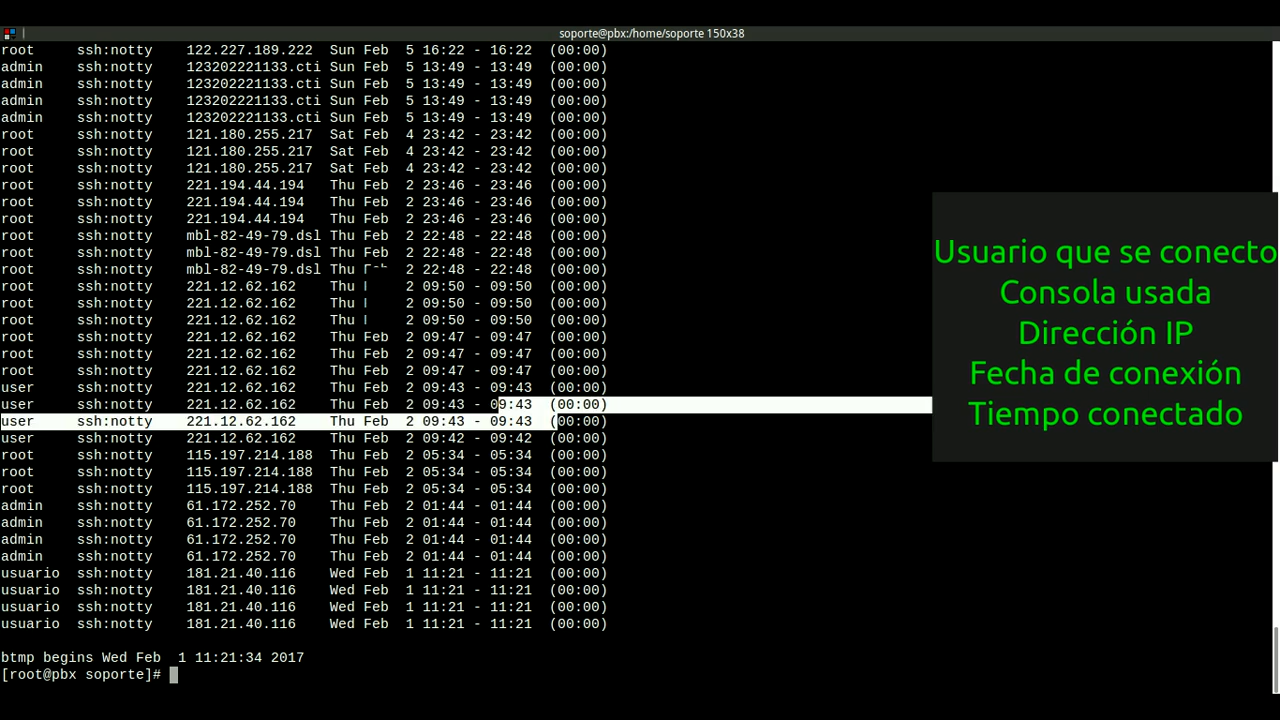 soporte@pbx:/home/soporte 150x38
root ssh:notty 122.227.189.222 Sun Feb 5 16:22 - 16:22 (00:00)
admin ssh:notty 123202221133.cti Sun Feb 5 13:49 - 13:49 (00:00)
admin ssh:notty 123202221133.cti Sun Feb 5 13:49 - 13:49 (00:00)
admin ssh:notty 123202221133.cti Sun Feb 5 13:49 - 13:49 (00:00)
admin ssh:notty 123202221133.cti Sun Feb 5 13:49 - 13:49 (00:00)
root ssh:notty 121.180.255.217 Sat Feb 4 23:42 - 23:42 (00:00)
root ssh:notty 121.180.255.217 Sat Feb 4 23:42 - 23:42 (00:00)
root ssh:notty 121.180.255.217 Sat Feb 4 23:42 - 23:42 (00:00)
root ssh:notty 221.194.44.194 Thu Feb 2 23:46 - 23:46 (00:00)
root ssh:notty 221.194.44.194 Thu Feb 2 23:46 - 23:46 (00:00)
root ssh:notty 221.194.44.194 Thu Feb 2 23:46 - 23:46 (00:00)
root ssh:notty mbl-82-49-79.dsl Thu Feb 2 22:48 - 22:48 (00:00)
root ssh:notty mbl-82-49-79.dsl Thu Feb 2 22:48 - 22:48 (00:00)
root ssh:notty mbl-82-49-79.dsl Thu 2 22:48 - 22:48 (00:00)
root ssh:notty 221.12.62.162 Thu 2 09:50 - 09:50 (00:00)
root ssh:notty 221.12.62.162 Thu 2 09:50 - 09:50 (00:00)
root ssh:notty 221.12.62.162 Thu 2 09:50 - 09:50 (00:00)
root ssh:notty 221.12.62.162 Thu Feb 2 09:47 - 09:47 (00:00)
root ssh:notty 221.12.62.162 Thu Feb 2 09:47 - 09:47 (00:00)
root ssh:notty 221.12.62.162 Thu Feb 2 09:47 - 09:47 (00:00)
user ssh:notty 221.12.62.162 Thu Feb 2 09:43 - 09:43 (00:00)
user ssh:notty 221.12.62.162 Thu Feb 2 09:43 - 09:43 (00:00)
user ssh:notty 221.12.62.162 Thu Feb 2 09:43 - 09:43 (00:00)
user ssh:notty 221.12.62.162 Thu Feb 2 09:42 - 09:42 (00:00)
root ssh:notty 115.197.214.188 Thu Feb 2 05:34 - 05:34 (00:00)
root ssh:notty 115.197.214.188 Thu Feb 2 05:34 - 05:34 (00:00)
root ssh:notty 115.197.214.188 Thu Feb 2 05:34 - 05:34 (00:00)
admin ssh:notty 61.172.252.70 Thu Feb 2 01:44 - 01:44 (00:00)
admin ssh:notty 61.172.252.70 Thu Feb 2 01:44 - 01:44 (00:00)
admin ssh:notty 61.172.252.70 Thu Feb 2 01:44 - 01:44 (00:00)
admin ssh:notty 61.172.252.70 Thu Feb 2 01:44 - 01:44 (00:00)
usuario ssh:notty 181.21.40.116 Wed Feb 1 11:21 - 11:21 (00:00)
usuario ssh:notty 181.21.40.116 Wed Feb 1 11:21 - 11:21 (00:00)
usuario ssh:notty 181.21.40.116 Wed Feb 1 11:21 - 11:21 (00:00)
usuario ssh:notty 181.21.40.116 Wed Feb 1 11:21 - 11:21 (00:00)
btmp begins Wed Feb 1 11:21:34 2017
[root@pbx soporte]#
Usuario que se conecto
Consola usada
Dirección IP
Fecha de conexión
Tiempo conectado